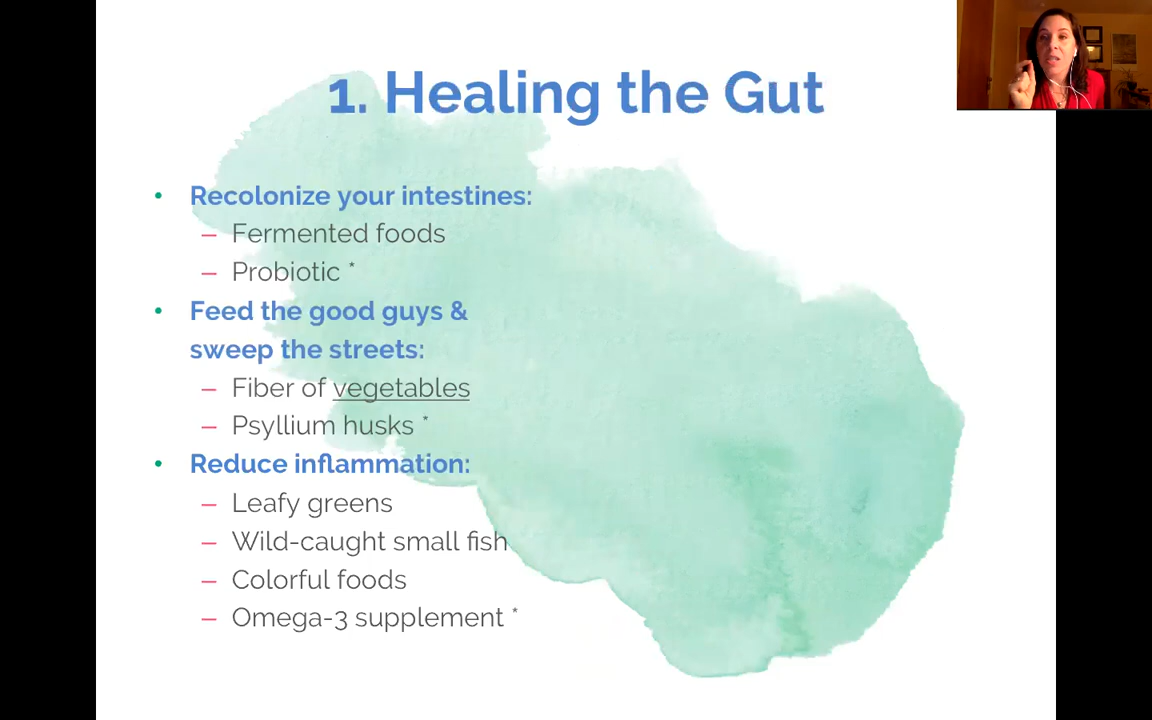 1. Healing the Gut
• Recolonize your intestines:
– Fermented foods
– Probiotic *
• Feed the good guys &
sweep the streets:
– Fiber of vegetables
– Psyllium husks *
• Reduce inflammation:
– Leafy greens
– Wild-caught small fish
– Colorful foods
– Omega-3 supplement *